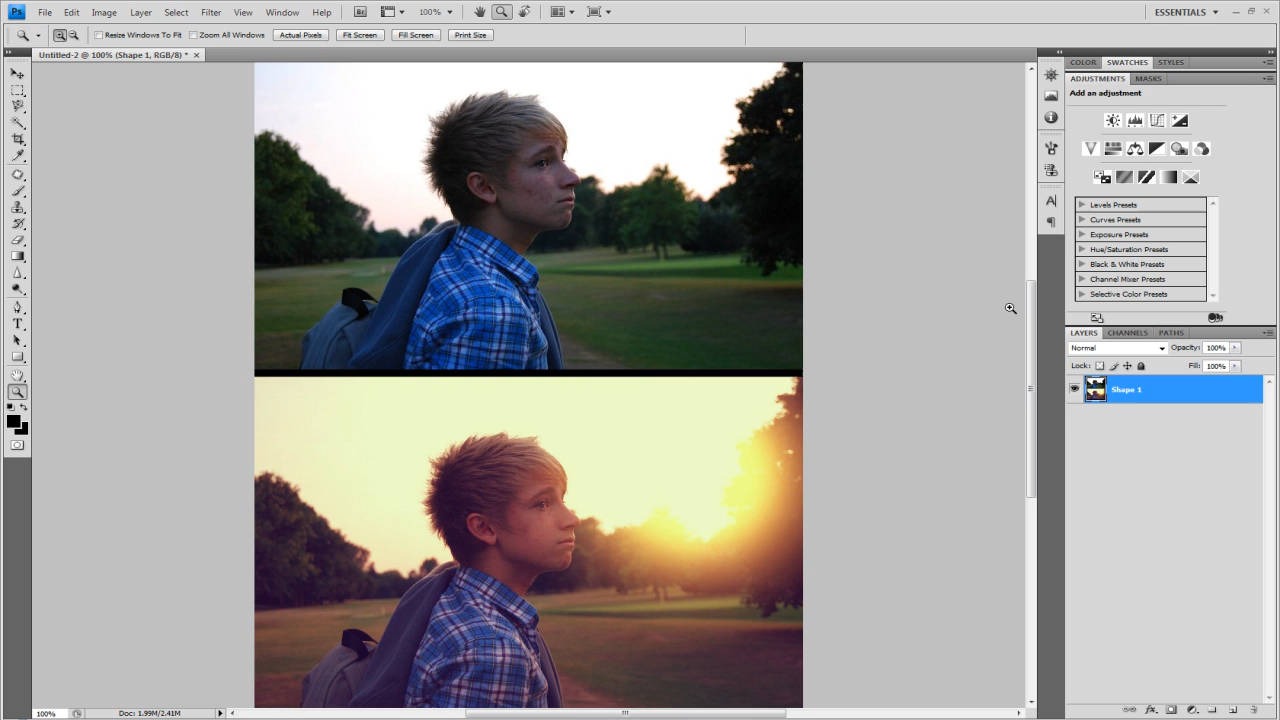 Ps File Edit Image Layer Select Filter View Window Help Br 100% ESSENTIALS
Resize Windows To Fit Zoom All Windows Actual Pixels Fit Screen Fill Screen Print Size
Untitled-2 @ 100% (Shape 1, RGB/8) *
COLOR SWATCHES STYLES
ADJUSTMENTS MASKS
Add an adjustment
Levels Presets
Curves Presets
Exposure Presets
Hue/Saturation Presets
Black & White Presets
Channel Mixer Presets
Selective Color Presets
LAYERS CHANNELS PATHS
Normal Opacity: 100%
Lock: Fill: 100%
Shape 1
100% Doc: 1.99M/2.41M